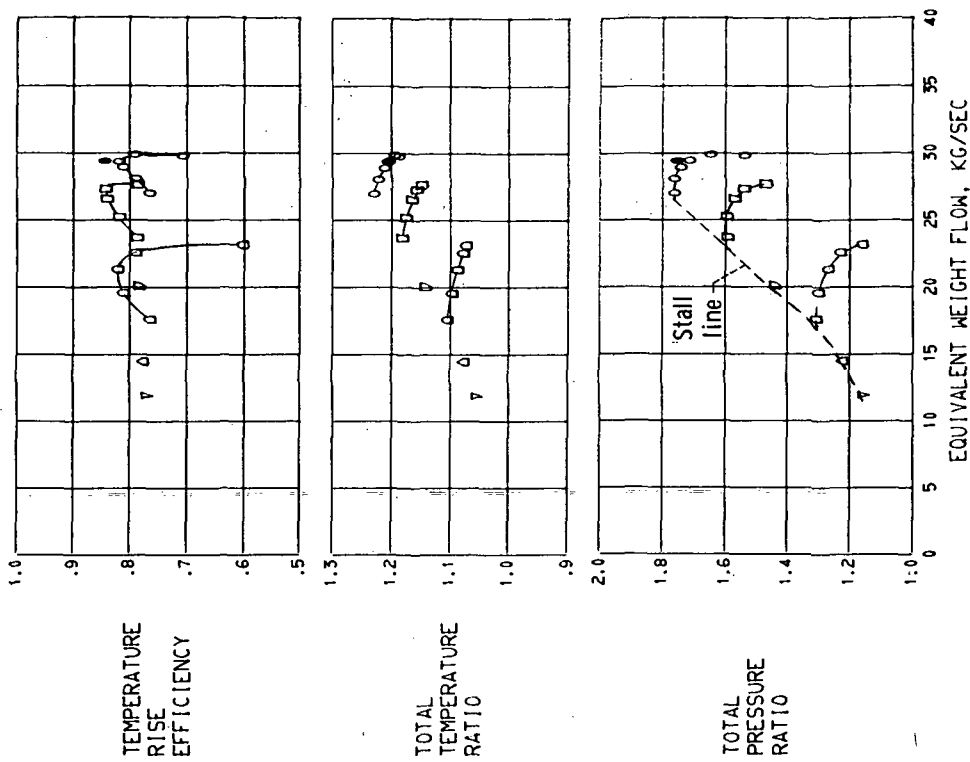 TEMPERATURE
RISE
EFFICIENCY
1.0
.9
.8
.7
.6
.5
TOTAL
TEMPERATURE
RATIO
1.3
1.2
1.1
1.0
.9
TOTAL
PRESSURE
RATIO
2.0
1.8
1.6
1.4
1.2
1.0
Stall
line
0
5
10
15
20
25
30
35
40
EQUIVALENT WEIGHT FLOW, KG/SEC